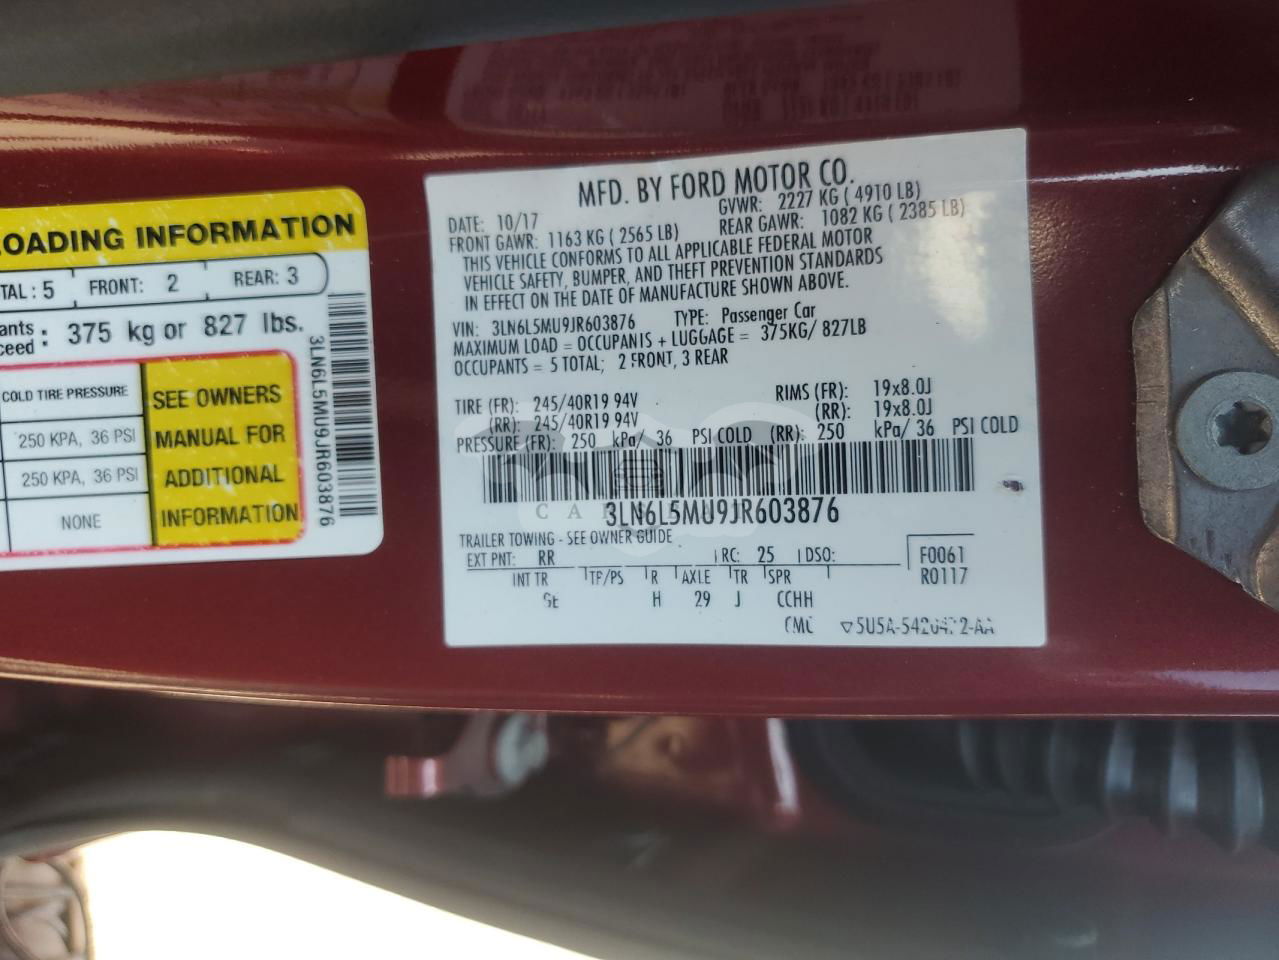 LOADING INFORMATION
TAL : 5 FRONT: 2 REAR: 3
ants : 375 kg or 827 lbs.
ceed :
COLD TIRE PRESSURE
250 KPA, 36 PSI
250 KPA, 36 PSI
NONE
SEE OWNERS
MANUAL FOR
ADDITIONAL
INFORMATION
3LN6L5MU9JR603876
MFD. BY FORD MOTOR CO.
DATE: 10/17 GVWR: 2227 KG ( 4910 LB)
FRONT GAWR: 1163 KG ( 2565 LB) REAR GAWR: 1082 KG ( 2385 LB)
THIS VEHICLE CONFORMS TO ALL APPLICABLE FEDERAL MOTOR
VEHICLE SAFETY, BUMPER, AND THEFT PREVENTION STANDARDS
IN EFFECT ON THE DATE OF MANUFACTURE SHOWN ABOVE.
VIN: 3LN6L5MU9JR603876 TYPE: Passenger Car
MAXIMUM LOAD = OCCUPANTS + LUGGAGE = 375KG/ 827LB
OCCUPANTS = 5 TOTAL; 2 FRONT, 3 REAR
TIRE (FR): 245/40R19 94V RIMS (FR): 19x8.0J
(RR): 245/40R19 94V (RR): 19x8.0J
PRESSURE (FR): 250 kPa/ 36 PSI COLD (RR): 250 kPa/ 36 PSI COLD
3LN6L5MU9JR603876
TRAILER TOWING - SEE OWNER GUIDE
EXT PNT: RR RC: 25 DSO: F0061
INT TR TP/PS R AXLE TR SPR R0117
H 29 J CCHH